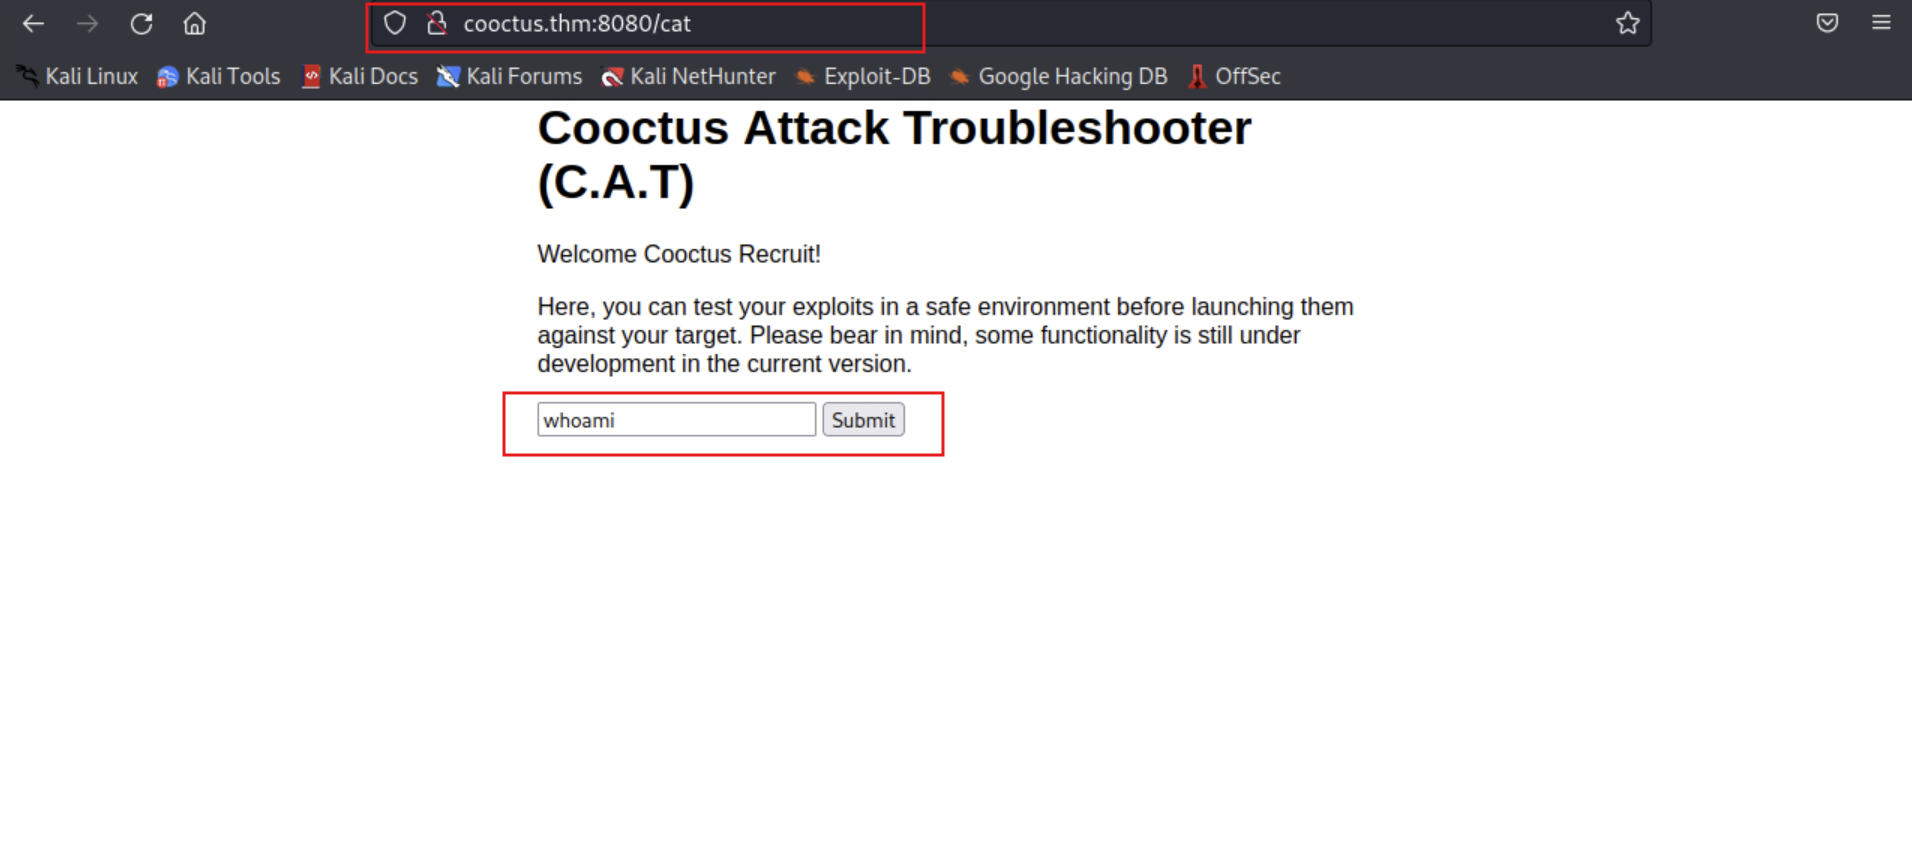 cooctus.thm:8080/cat
Kali Linux Kali Tools Kali Docs Kali Forums Kali NetHunter Exploit-DB Google Hacking DB OffSec
Cooctus Attack Troubleshooter
(C.A.T)
Welcome Cooctus Recruit!
Here, you can test your exploits in a safe environment before launching them
against your target. Please bear in mind, some functionality is still under
development in the current version.
whoami Submit